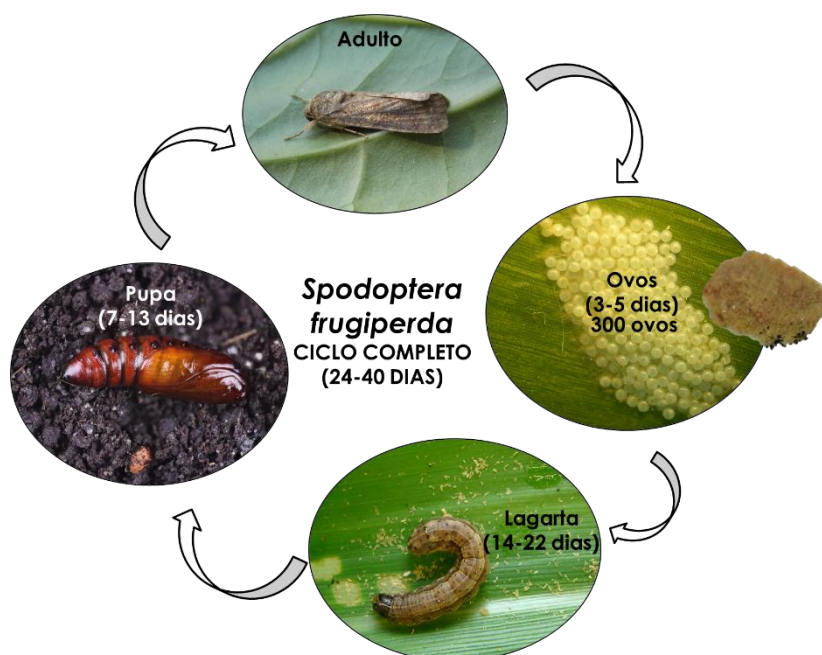 Adulto
Ovos
(3-5 dias)
300 ovos
Lagarta
(14-22 dias)
Pupa
(7-13 dias)
Spodoptera
frugiperda
CICLO COMPLETO
(24-40 DIAS)